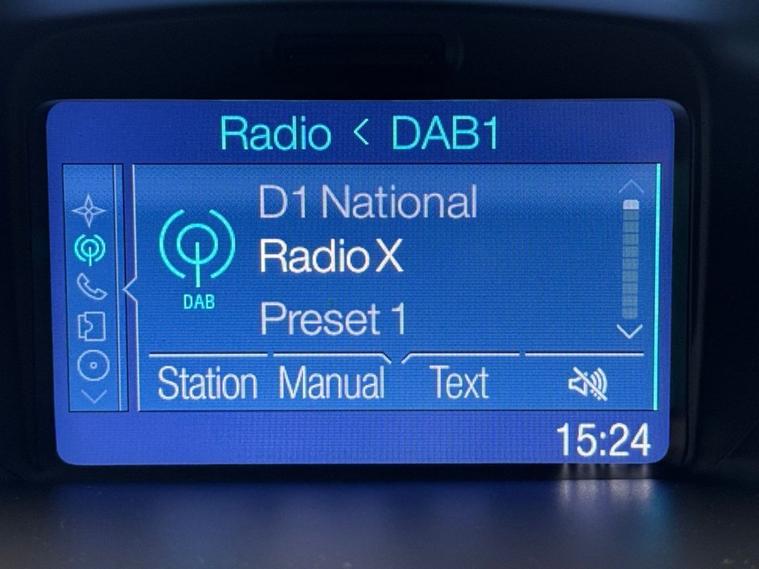 Radio < DAB1
D1 National
Radio X
DAB
Preset 1
Station Manual Text
15:24